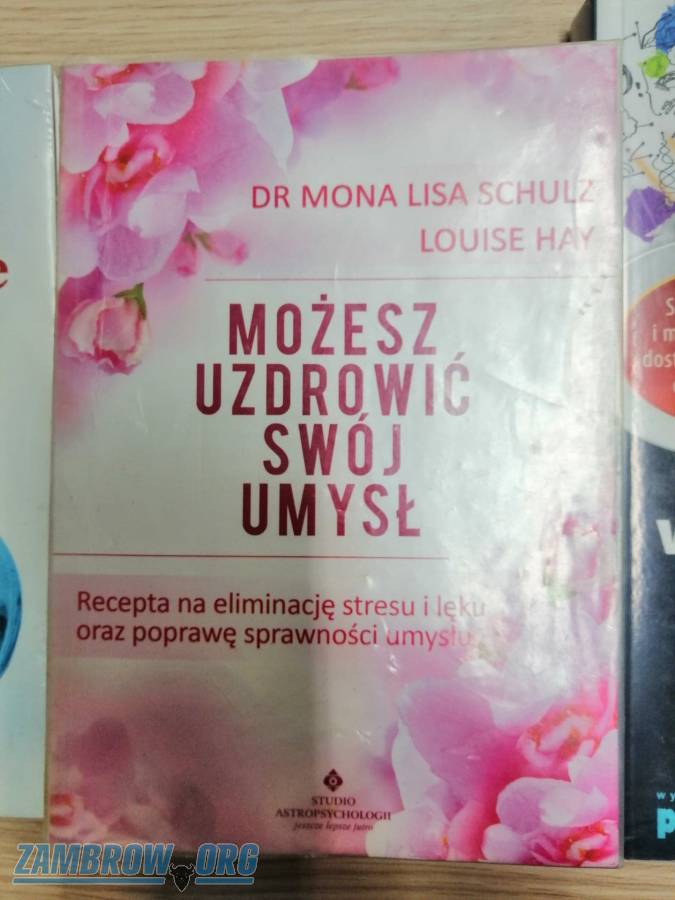 DR MONA LISA SCHULZ
LOUISE HAY
MOŻESZ
UZDROWIĆ
SWÓJ
UMYSŁ
Recepta na eliminację stresu i lęku
oraz poprawę sprawności umysłu
STUDIO
ASTROPSYCHOLOGII
jeszcze lepsze jutro
e
S
i m
dost
w y
p
ZAMBROW.ORG